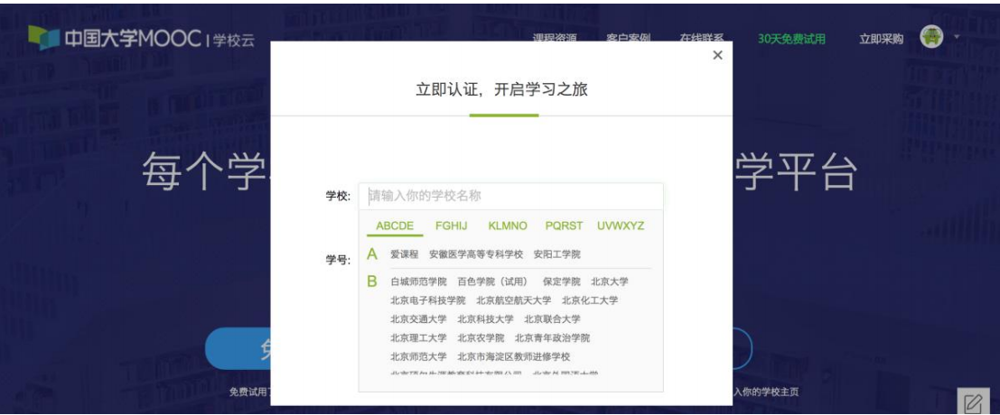 中国大学MOOC | 学校云
课程资源 客户案例 在线联系 30天免费试用 立即采购
×
立即认证，开启学习之旅
每个学 学平台
学校: 请输入你的学校名称
ABCDE FGHIJ KLMNO PQRST UVWXYZ
学号:
A 爱课程 安徽医学高等专科学校 安阳工学院
B 白城师范学院 百色学院（试用） 保定学院 北京大学
北京电子科技学院 北京航空航天大学 北京化工大学
北京交通大学 北京科技大学 北京联合大学
北京理工大学 北京农学院 北京青年政治学院
北京师范大学 北京市海淀区教师进修学校
北京外国语大学
免费试用 入你的学校主页